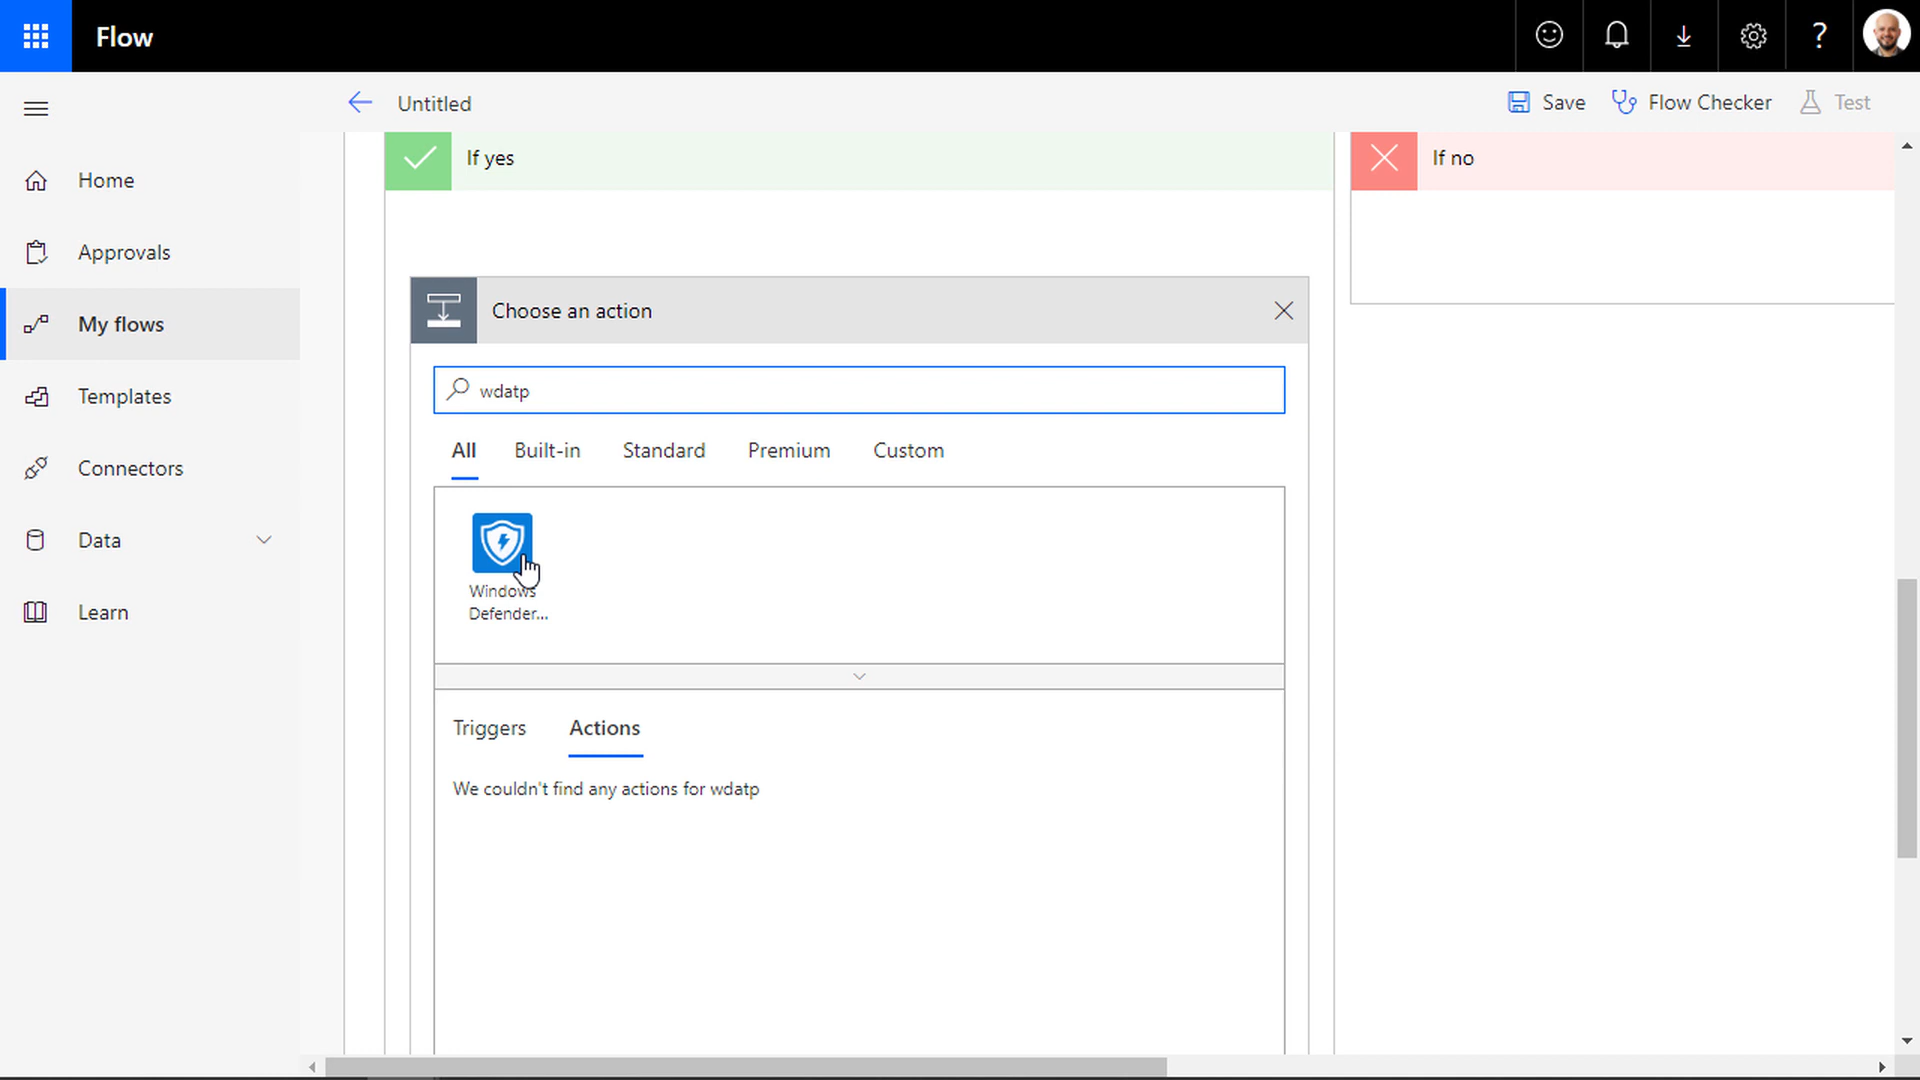 Flow
?
Untitled
Save
Flow Checker
Test
Home
Approvals
My flows
Templates
Connectors
Data
Learn
If yes
If no
Choose an action
wdatp
All
Built-in
Standard
Premium
Custom
Windows
Defender...
Triggers
Actions
We couldn't find any actions for wdatp